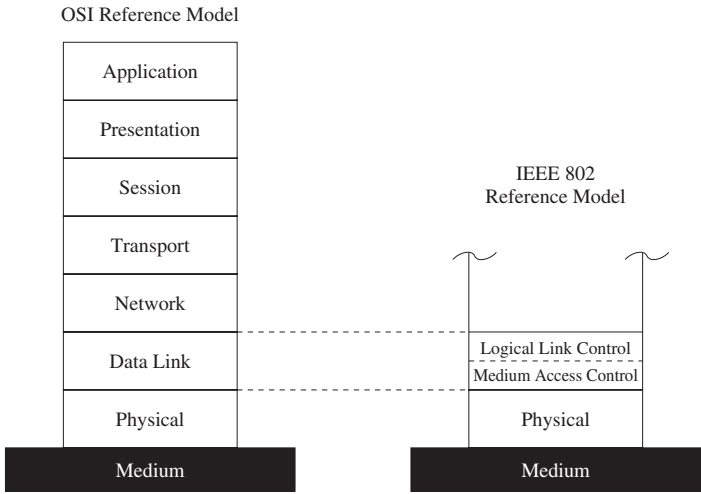 OSI Reference Model
Application
Presentation
Session
Transport
Network
Data Link
Physical
Medium
IEEE 802
Reference Model
Logical Link Control
Medium Access Control
Physical
Medium